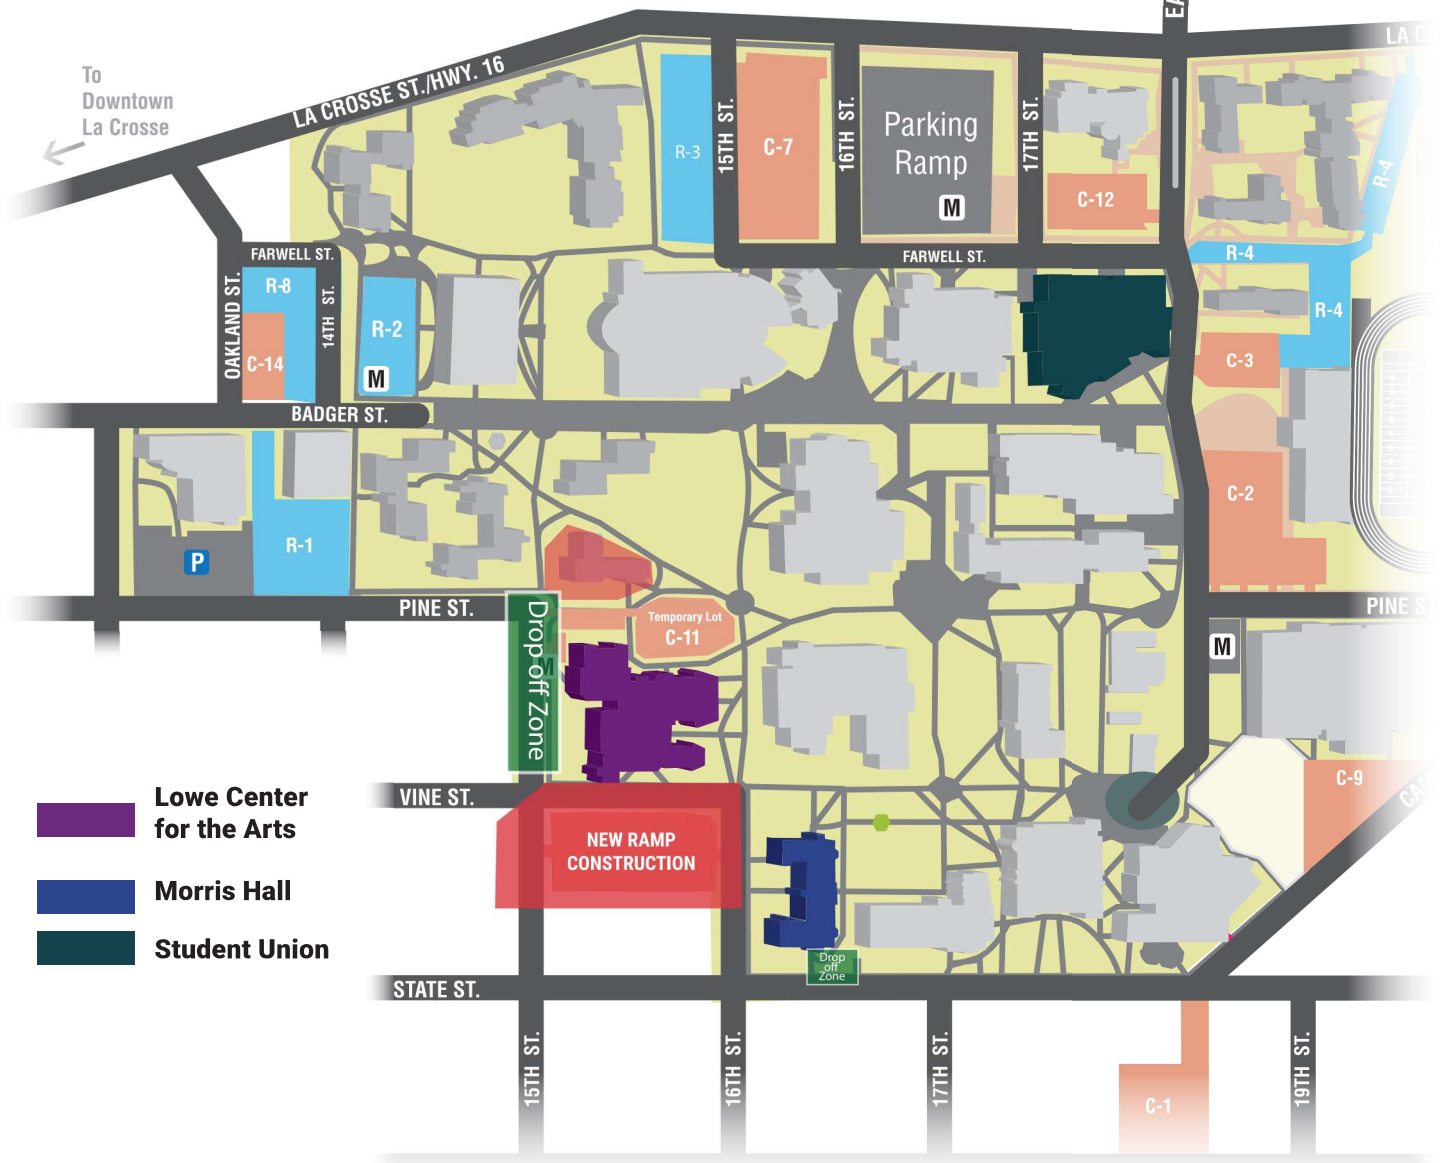 To
Downtown
La Crosse
LA CROSSE ST./HWY. 16
R-3
15TH ST.
C-7
16TH ST.
Parking
Ramp
M
17TH ST.
C-12
R-4
FARWELL ST.
FARWELL ST.
R-4
OAKLAND ST.
R-8
14TH ST.
C-14
R-2
M
R-4
C-3
BADGER ST.
C-2
R-1
P
PINE ST.
Drop off Zone
M
Temporary Lot
C-11
PINE ST
M
C-9
VINE ST.
NEW RAMP
CONSTRUCTION
Lowe Center
for the Arts
Morris Hall
Student Union
Drop
off
Zone
STATE ST.
15TH ST.
16TH ST.
17TH ST.
19TH ST.
C-1